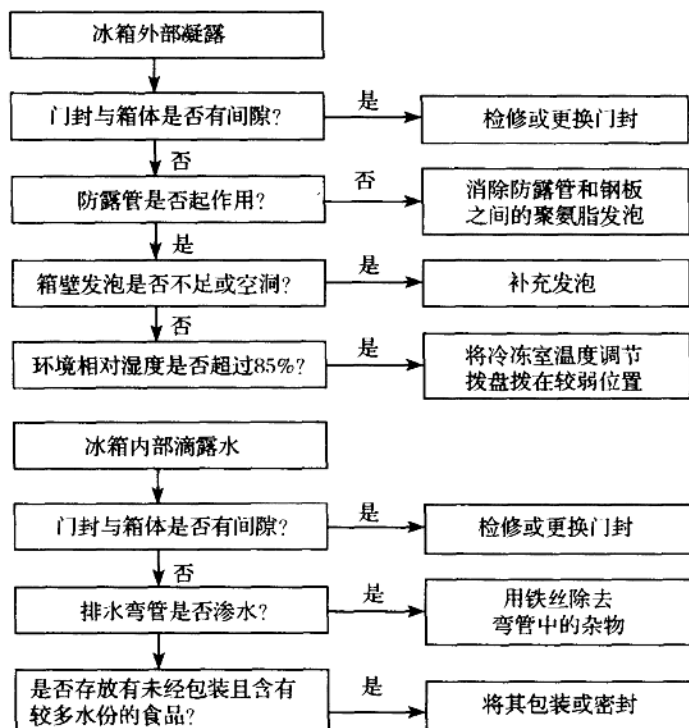 冰箱外部凝露
门封与箱体是否有间隙?
是
检修或更换门封
否
防露管是否起作用?
否
消除防露管和钢板
之间的聚氨脂发泡
是
箱壁发泡是否不足或空洞?
是
补充发泡
否
环境相对湿度是否超过85%?
是
将冷冻室温度调节
拨盘拨在较弱位置
冰箱内部滴露水
门封与箱体是否有间隙?
是
检修或更换门封
否
排水弯管是否渗水?
是
用铁丝除去
弯管中的杂物
是否存放有未经包装且含有
较多水份的食品?
是
将其包装或密封